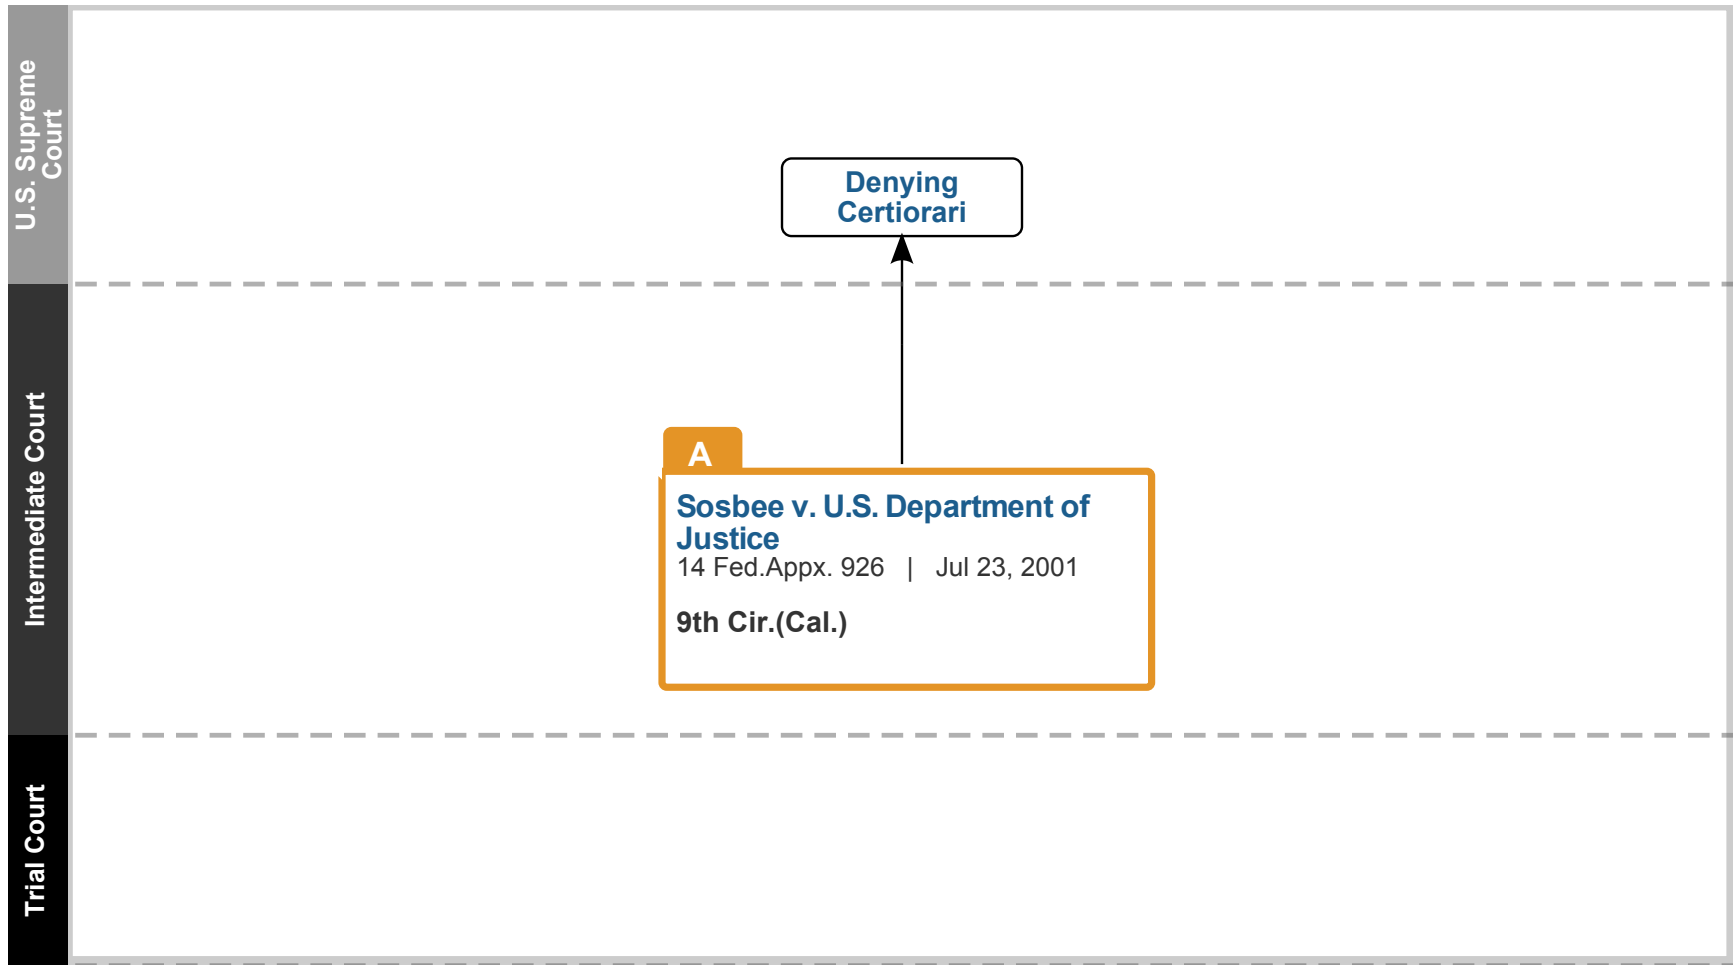 U.S. Supreme
Court
Denying
Certiorari
Intermediate Court
A
Sosbee v. U.S. Department of
Justice
14 Fed.Appx. 926 | Jul 23, 2001
9th Cir.(Cal.)
Trial Court